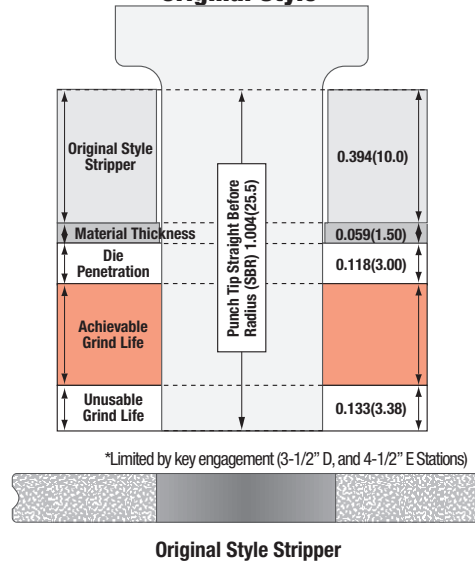 Original Style
Original Style
Stripper
0.394(10.0)
Material Thickness
0.059(1.50)
Die
Penetration
0.118(3.00)
Punch Tip Straight Before
Radius (SBR) 1.004(25.5)
Achievable
Grind Life
Unusable
Grind Life
0.133(3.38)
*Limited by key engagement (3-1/2” D, and 4-1/2” E Stations)
Original Style Stripper